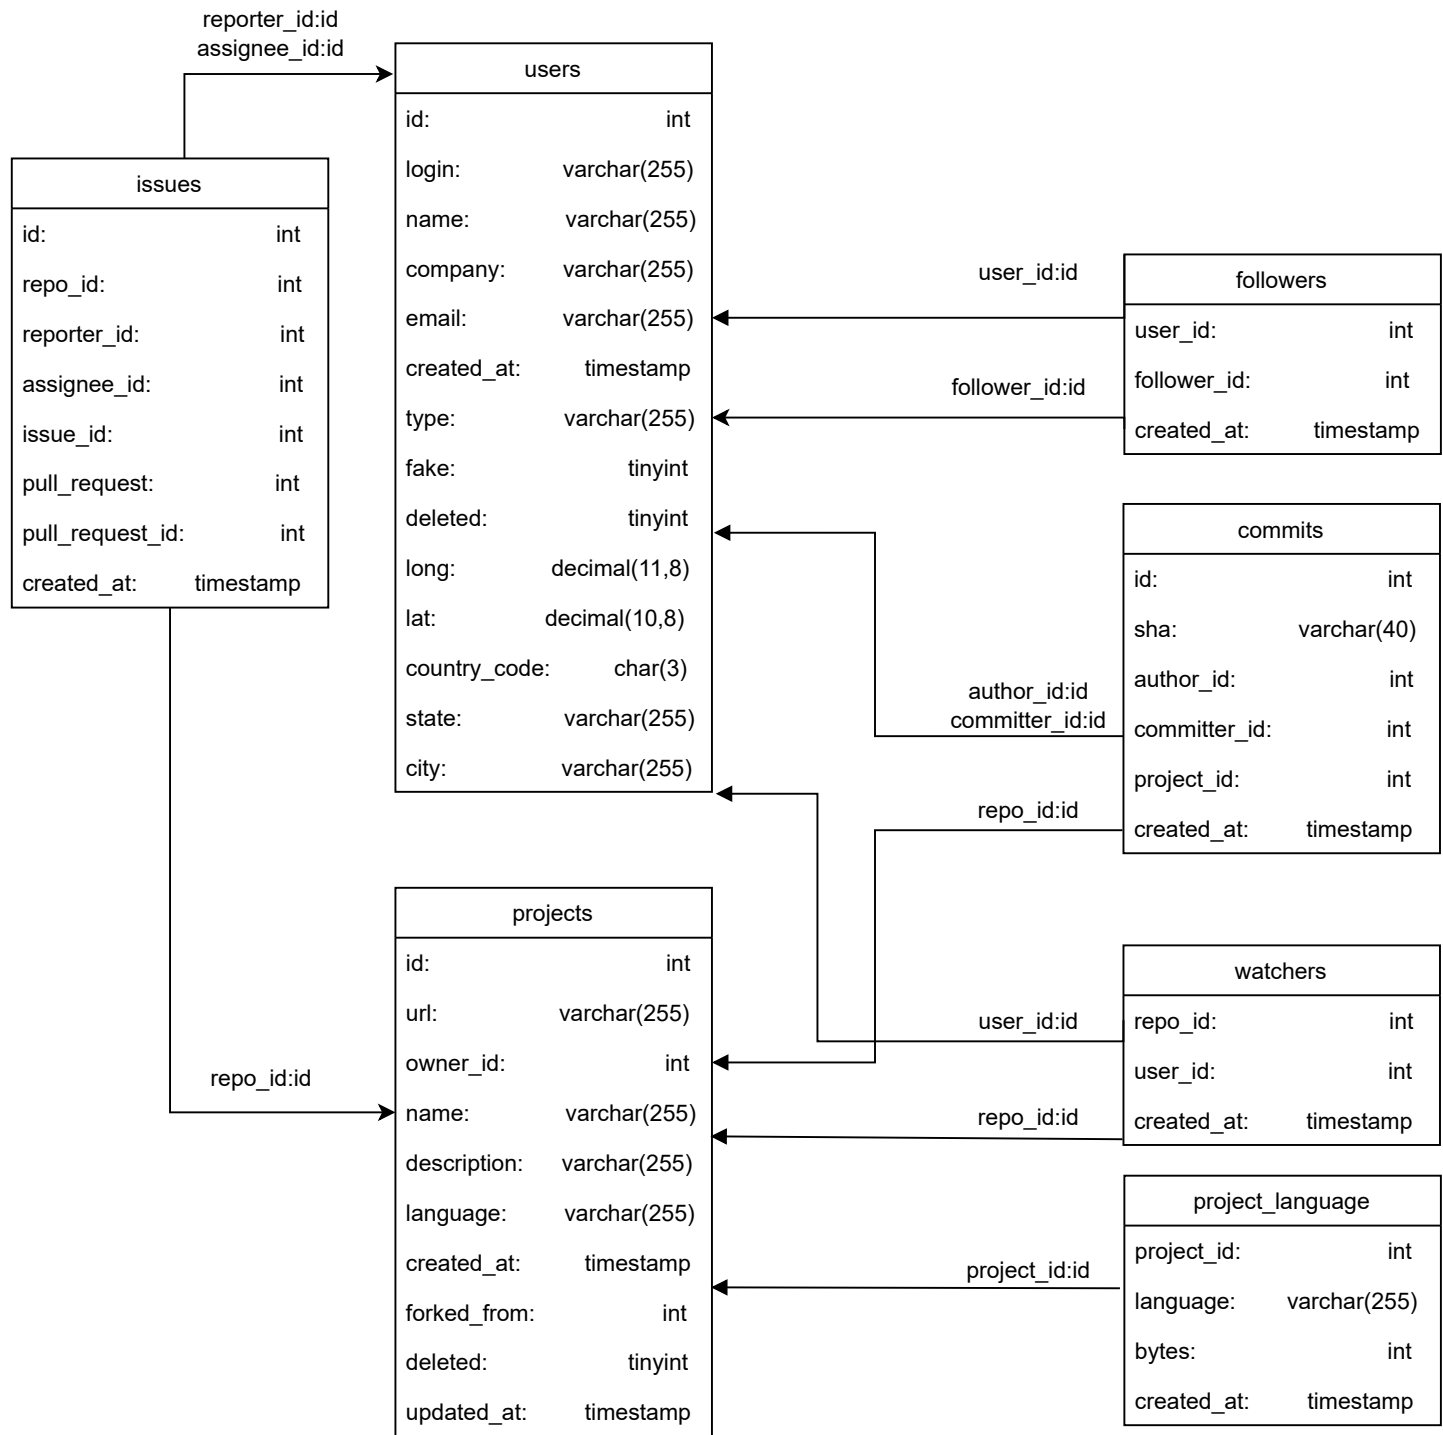 reporter_id:id
assignee_id:id
users
id: int
login: varchar(255)
name: varchar(255)
company: varchar(255)
email: varchar(255)
created_at: timestamp
type: varchar(255)
fake: tinyint
deleted: tinyint
long: decimal(11,8)
lat: decimal(10,8)
country_code: char(3)
state: varchar(255)
city: varchar(255)
issues
id: int
repo_id: int
reporter_id: int
assignee_id: int
issue_id: int
pull_request: int
pull_request_id: int
created_at: timestamp
user_id:id
follower_id:id
followers
user_id: int
follower_id: int
created_at: timestamp
author_id:id
committer_id:id
repo_id:id
commits
id: int
sha: varchar(40)
author_id: int
committer_id: int
project_id: int
created_at: timestamp
repo_id:id
projects
id: int
url: varchar(255)
owner_id: int
name: varchar(255)
description: varchar(255)
language: varchar(255)
created_at: timestamp
forked_from: int
deleted: tinyint
updated_at: timestamp
user_id:id
repo_id:id
watchers
repo_id: int
user_id: int
created_at: timestamp
project_id:id
project_language
project_id: int
language: varchar(255)
bytes: int
created_at: timestamp